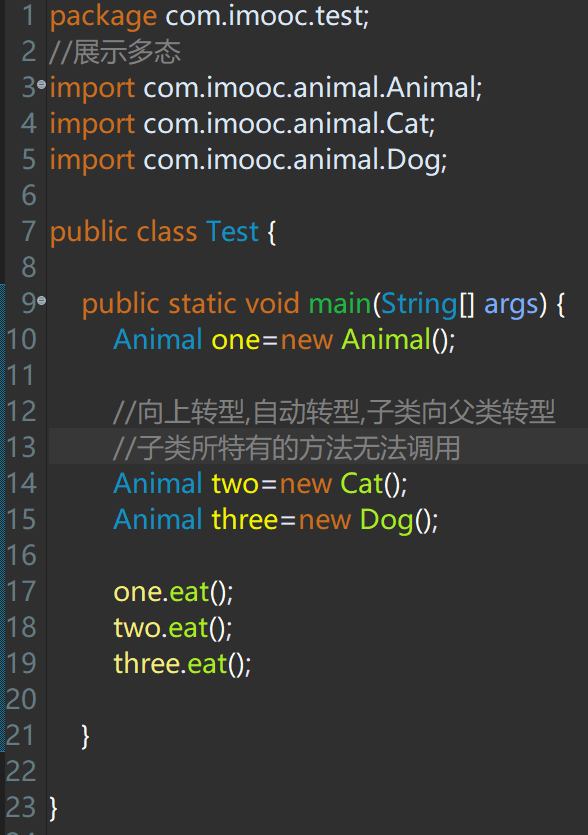 1 package com.imooc.test;
2 //展示多态
3 import com.imooc.animal.Animal;
4 import com.imooc.animal.Cat;
5 import com.imooc.animal.Dog;
6
7 public class Test {
8
9 public static void main(String[] args) {
10 Animal one=new Animal();
11
12 //向上转型,自动转型,子类向父类转型
13 //子类所特有的方法无法调用
14 Animal two=new Cat();
15 Animal three=new Dog();
16
17 one.eat();
18 two.eat();
19 three.eat();
20
21 }
22
23 }